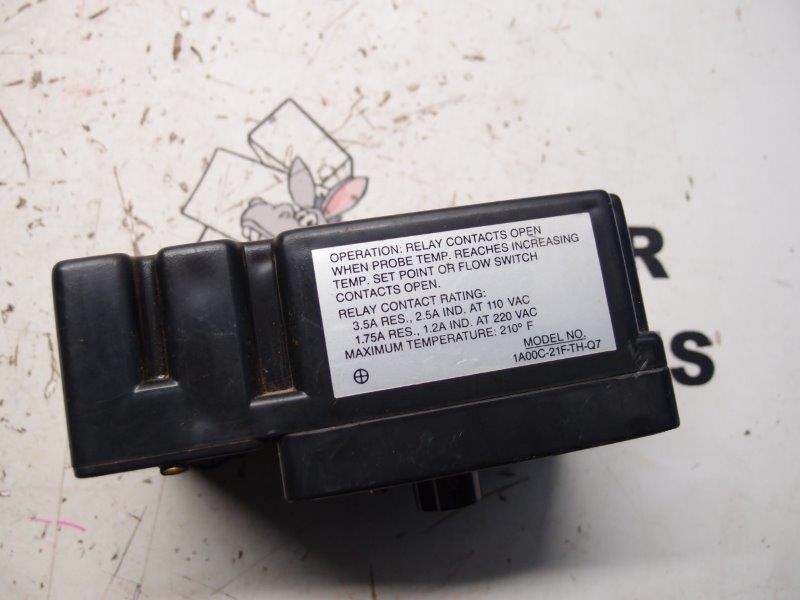 OPERATION: RELAY CONTACTS OPEN
WHEN PROBE TEMP. REACHES INCREASING
TEMP. SET POINT OR FLOW SWITCH
CONTACTS OPEN.
RELAY CONTACT RATING:
3.5A RES., 2.5A IND. AT 110 VAC
1.75A RES., 1.2A IND. AT 220 VAC
MAXIMUM TEMPERATURE: 210º F
MODEL NO.
1A00C-21F-TH-Q7